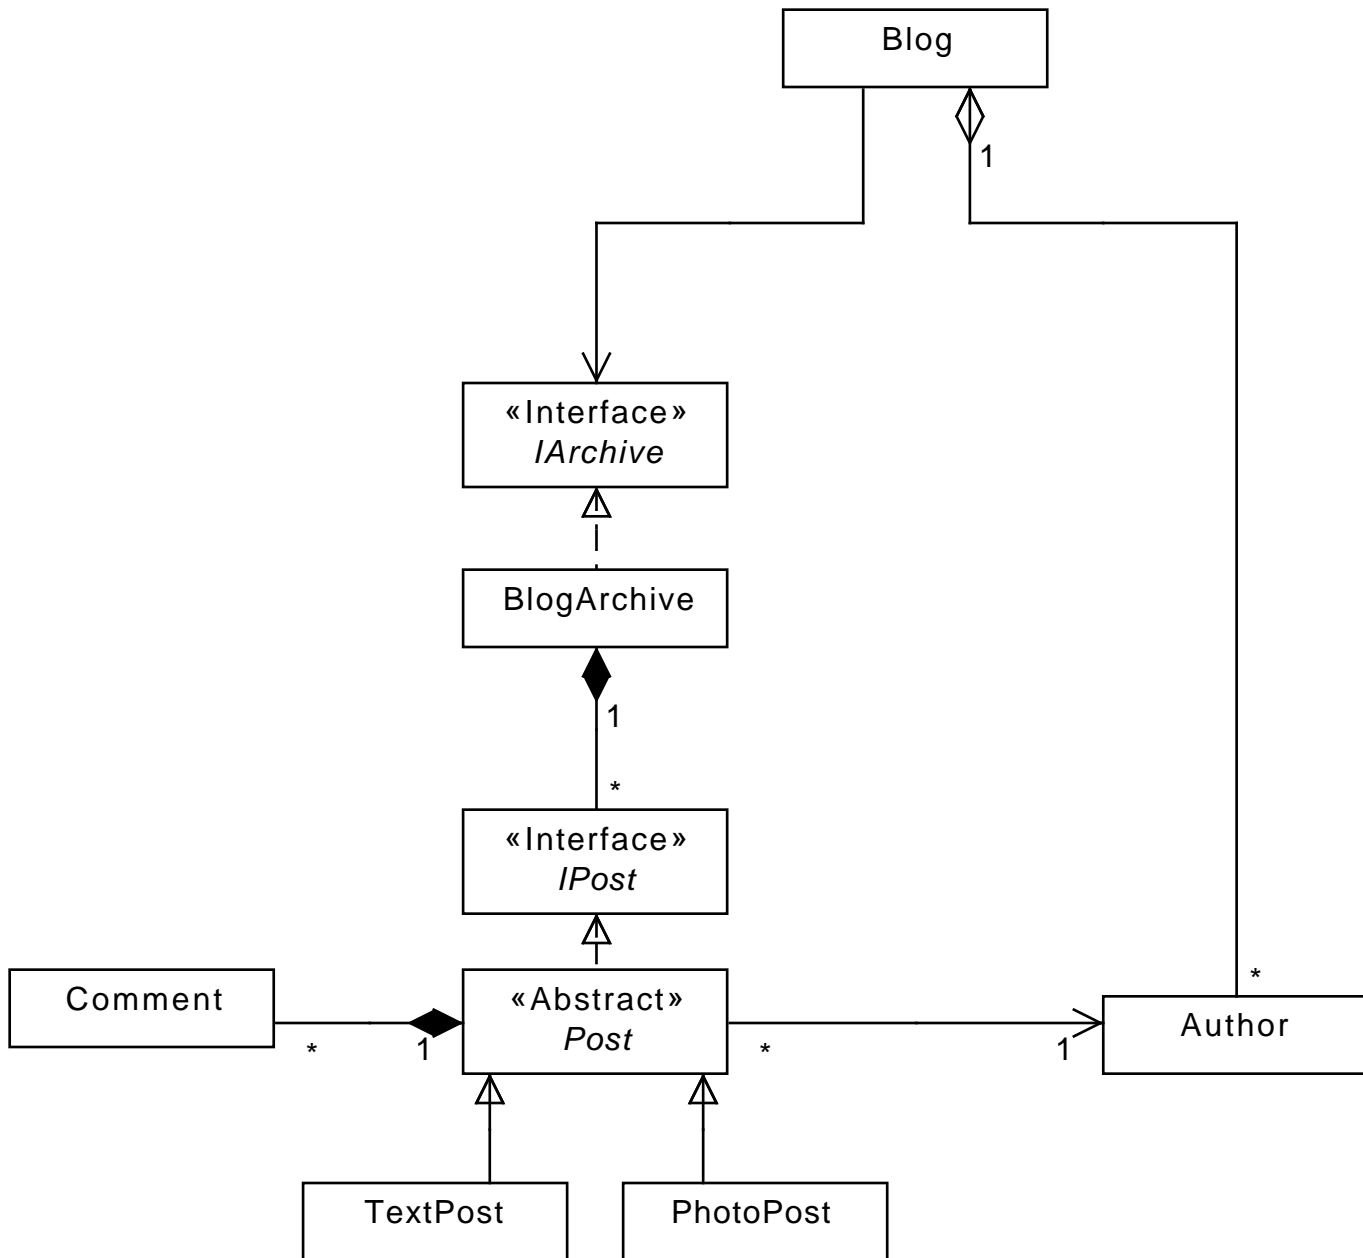 Blog
1
«Interface»
IArchive
BlogArchive
1
*
«Interface»
IPost
*
Comment
«Abstract»
Post
Author
*
1
*
1
TextPost
PhotoPost